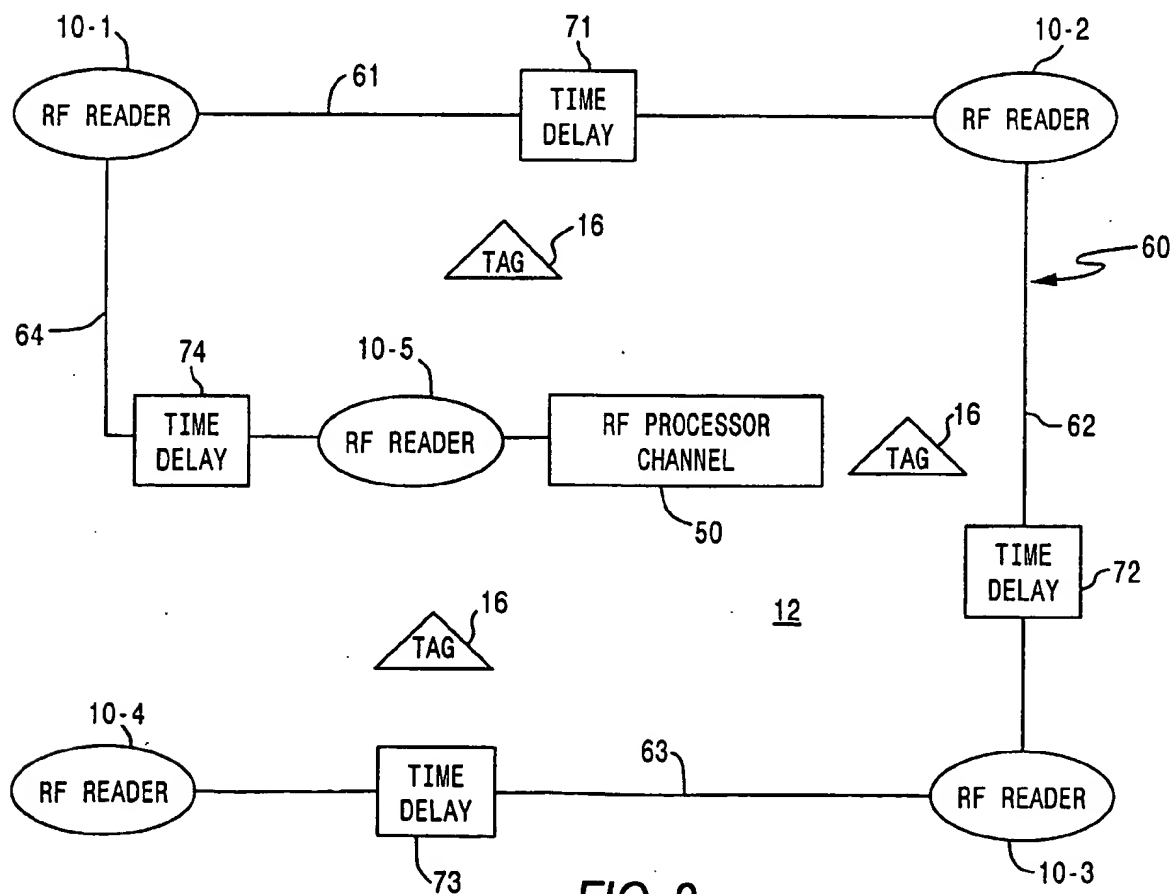 10-1
71
10-2
61
RF READER
TIME
DELAY
RF READER
16
TAG
60
64
74
10-5
16
62
TIME
DELAY
RF READER
RF PROCESSOR
CHANNEL
TAG
50
TIME
DELAY
72
16
12
TAG
10-4
63
RF READER
TIME
DELAY
RF READER
73
10-3